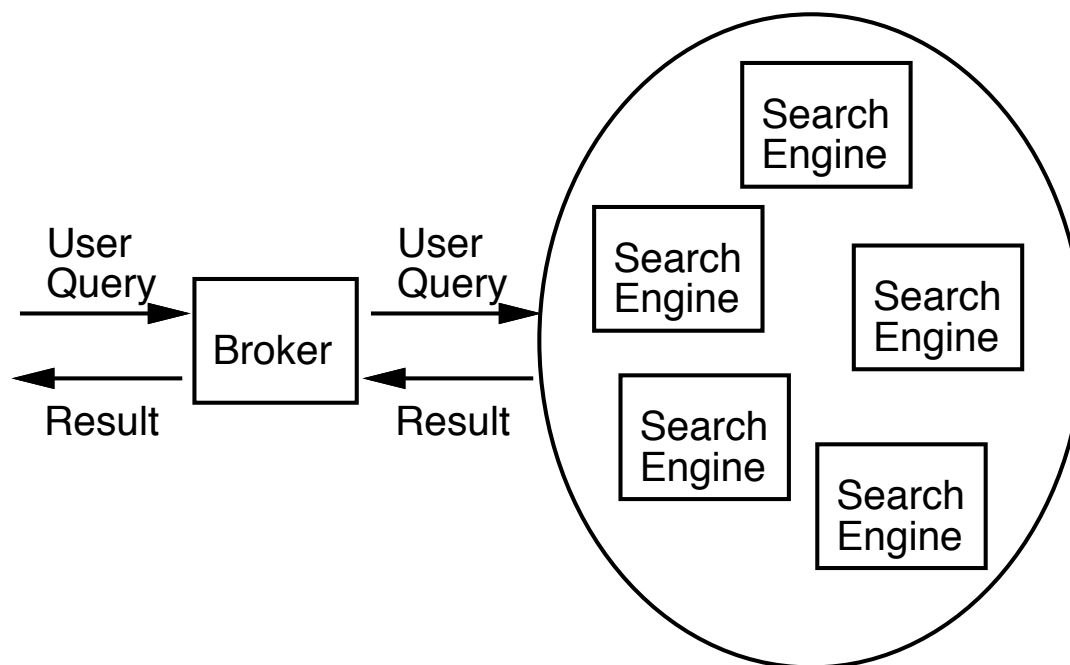 Search
Engine
User
Query
User
Query
Search
Engine
Search
Engine
Broker
Result
Result
Search
Engine
Search
Engine